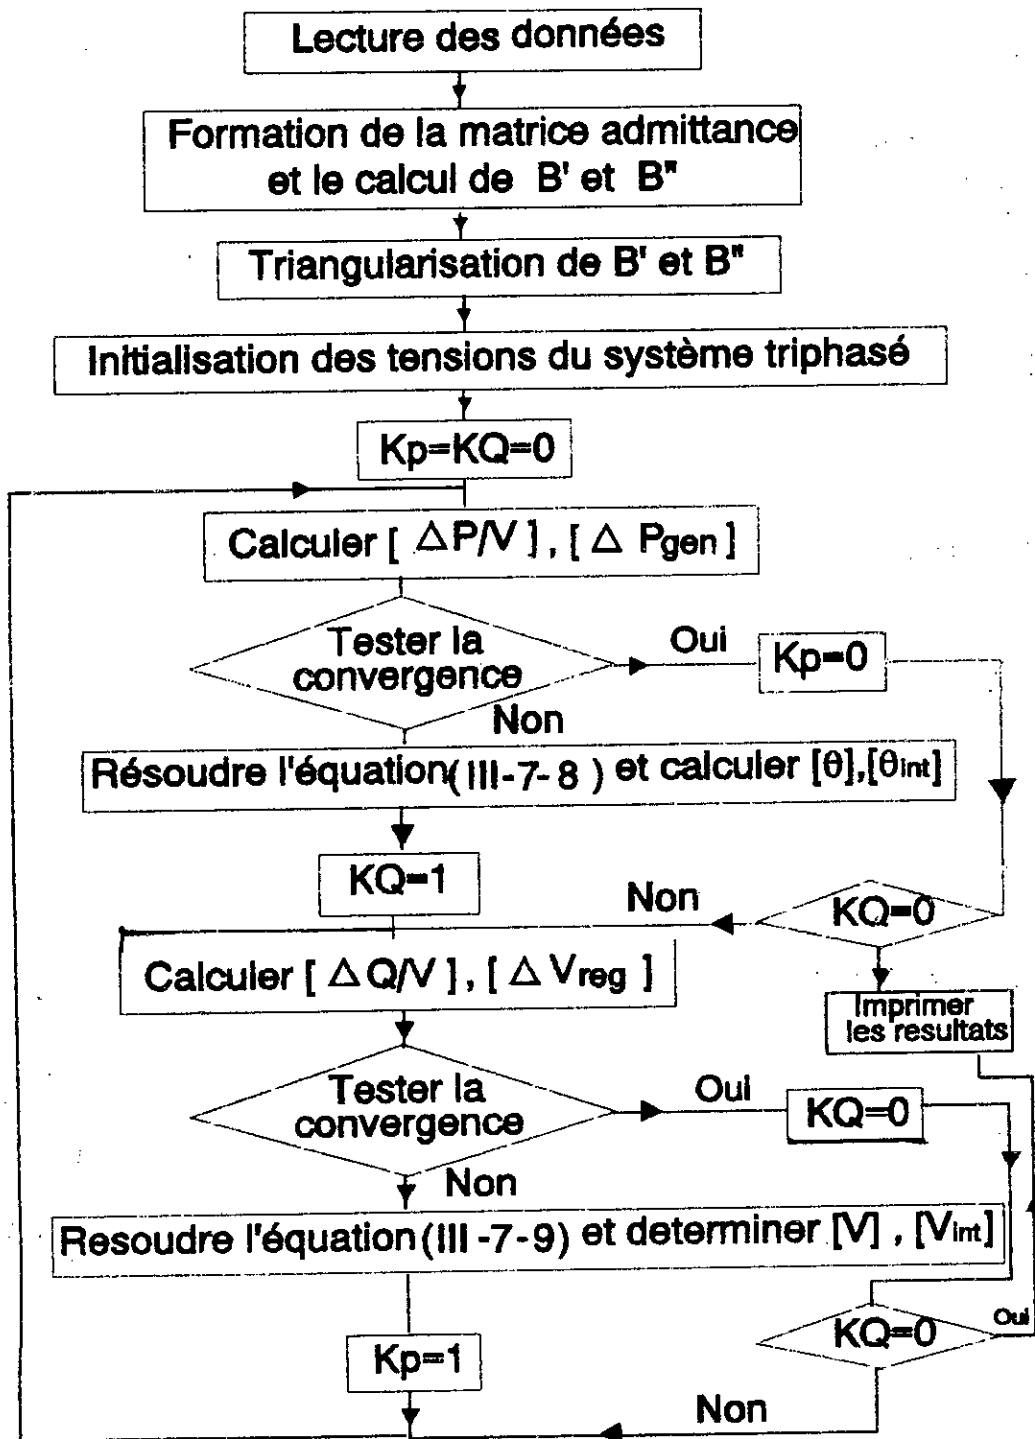 Lecture des données
Formation de la matrice admittance
et le calcul de B' et B"
Triangularisation de B' et B"
Initialisation des tensions du système triphasé
Kp=KQ=0
Calculer [ △P/V ] , [ △ Pgen ]
Tester la
convergence
Oui
Kp=0
Non
Résoudre l'équation(III-7-8) et calculer [θ],[θint]
KQ=1
Non
KQ=0
Calculer [ △Q/V ] , [ △Vreg ]
Imprimer
les resultats
Tester la
convergence
Oui
KQ=0
Non
Resoudre l'équation(III-7-9) et determiner [V] , [Vint]
KQ=0
Oui
Kp=1
Non